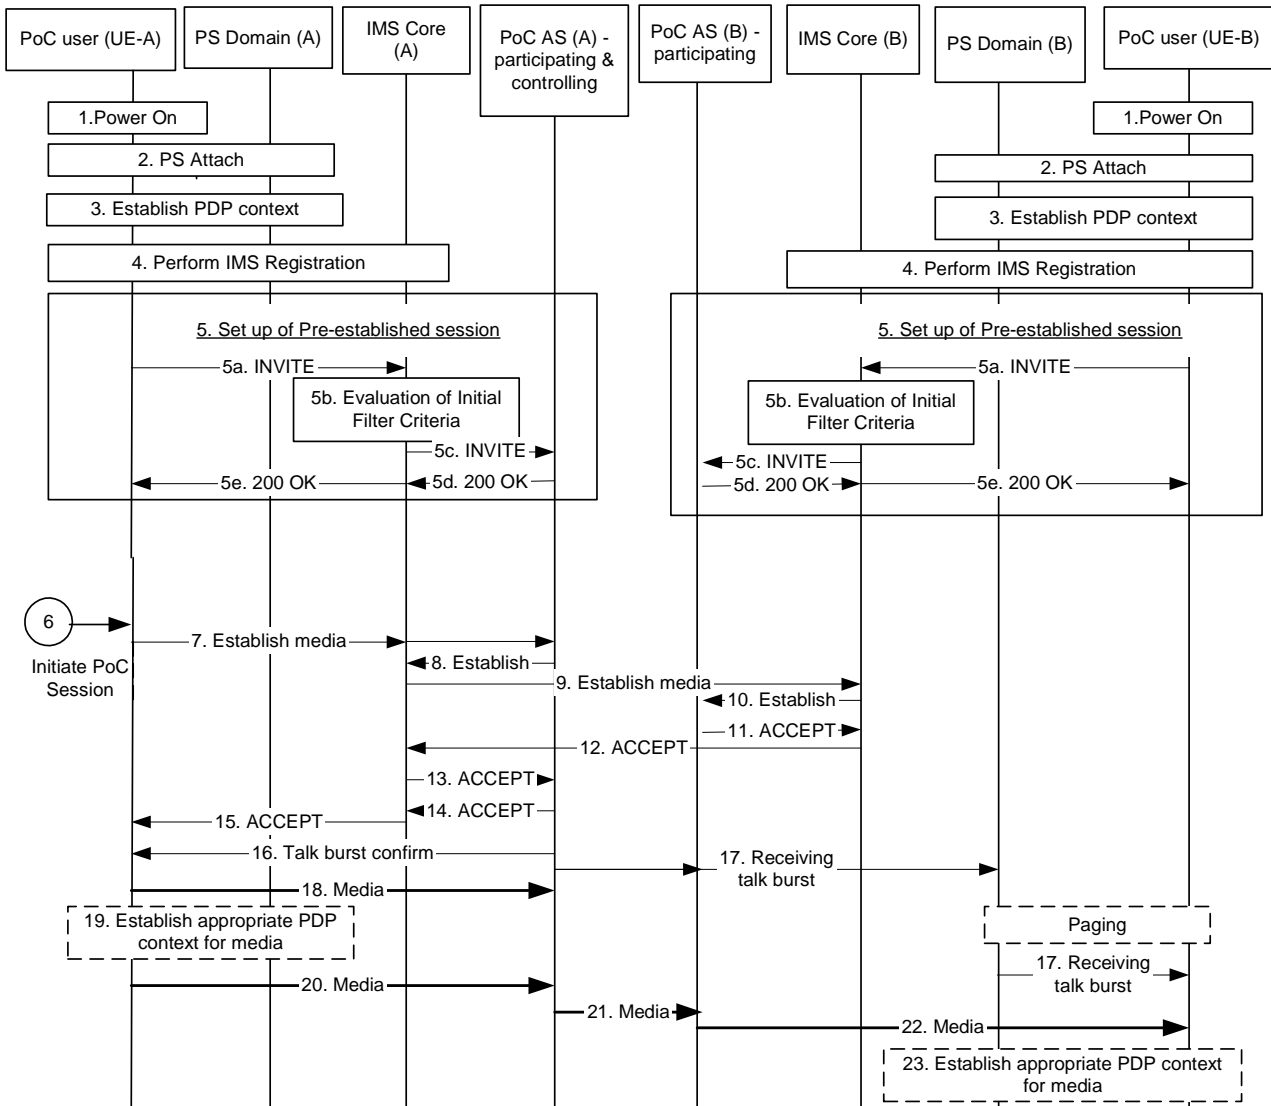 PoC user (UE-A)
PS Domain (A)
IMS Core
(A)
PoC AS (A) -
participating &
controlling
PoC AS (B) -
participating
IMS Core (B)
PS Domain (B)
PoC user (UE-B)
1.Power On
1.Power On
2. PS Attach
2. PS Attach
3. Establish PDP context
3. Establish PDP context
4. Perform IMS Registration
4. Perform IMS Registration
5. Set up of Pre-established session
5. Set up of Pre-established session
5a. INVITE
5a. INVITE
5b. Evaluation of Initial
Filter Criteria
5b. Evaluation of Initial
Filter Criteria
5c. INVITE
5c. INVITE
5e. 200 OK
5d. 200 OK
5d. 200 OK
5e. 200 OK
6
Initiate PoC
Session
7. Establish media
8. Establish
9. Establish media
10. Establish
11. ACCEPT
12. ACCEPT
13. ACCEPT
14. ACCEPT
15. ACCEPT
16. Talk burst confirm
17. Receiving
talk burst
18. Media
19. Establish appropriate PDP
context for media
Paging
17. Receiving
talk burst
20. Media
21. Media
22. Media
23. Establish appropriate PDP context
for media